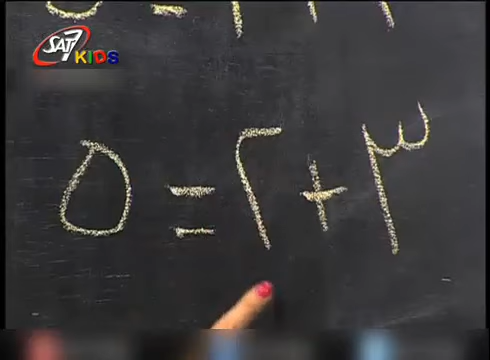 SAT7
KIDS
٣ + ٢ = ٥